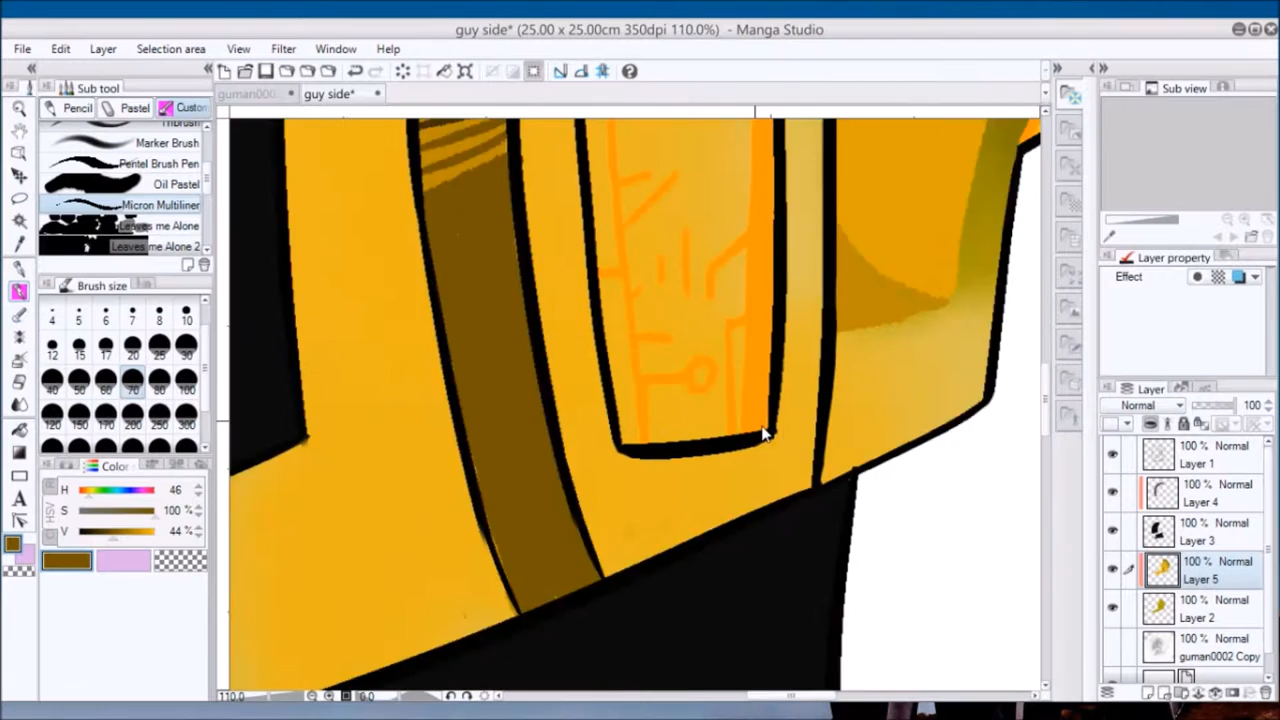 guy side* (25.00 x 25.00cm 350dpi 110.0%) - Manga Studio
File Edit Layer Selection area View Filter Window Help
Sub tool
guman000 guy side*
Sub view
Pencil Pastel Custo
Marker Brush
Pentel Brush Pen
Oil Pastel
Micron Multiliner
Leaves me Alone
Leaves me Alone 2
Brush size
4 5 6 7 8 10
12 15 17 20 25 30
40 50 60 70 80 100
120 150 170 200 250 300
Color
HSV
H 46
S 100 %
V 44 %
Layer property
Effect
Layer
Normal 100
100 % Normal
Layer 1
100 % Normal
Layer 4
100 % Normal
Layer 3
100 % Normal
Layer 5
100 % Normal
Layer 2
100 % Normal
guman0002 Copy
110.0 0.0